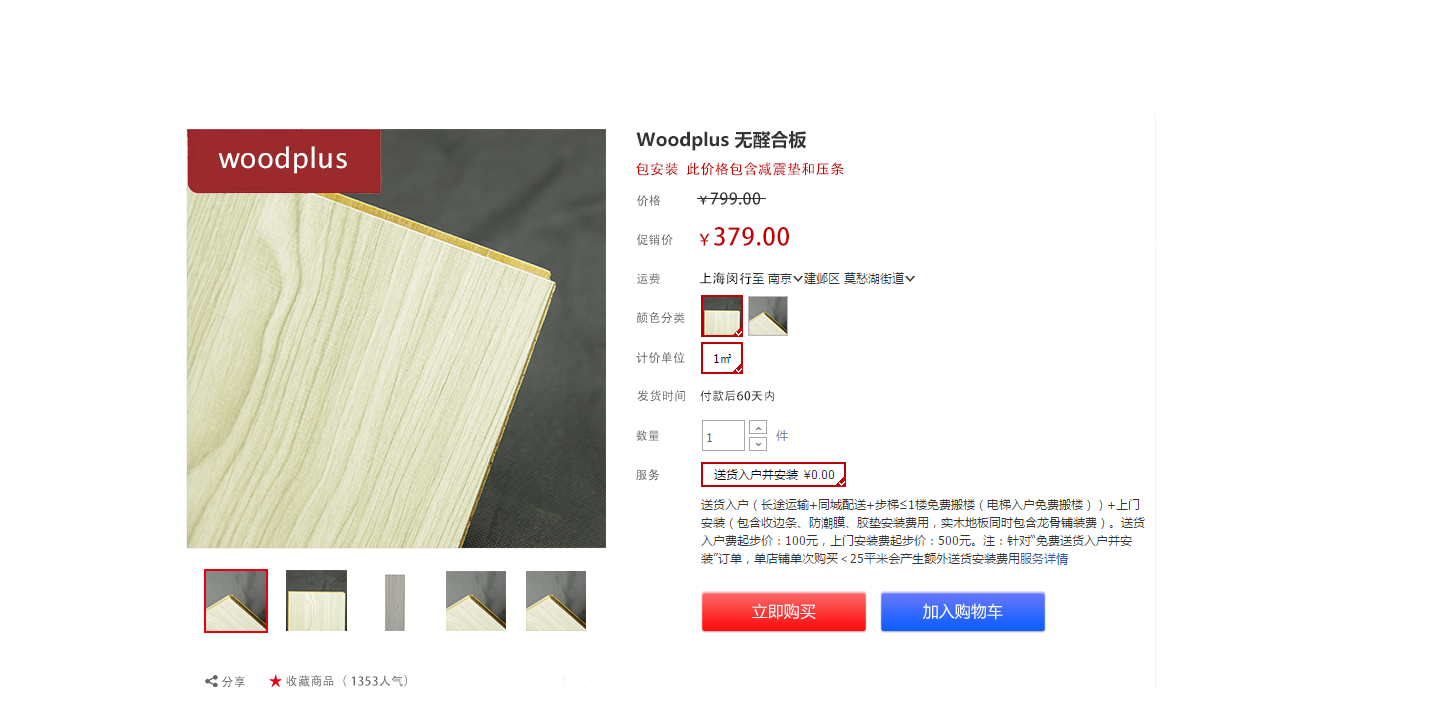 woodplus
Woodplus 无醛合板
包安装 此价格包含减震垫和压条
价格 ¥799.00
促销价 ¥379.00
运费 上海闵行至 南京 建邺区 莫愁湖街道
颜色分类
计价单位 1㎡
发货时间 付款后60天内
数量 1 件
服务 送货入户并安装 ¥0.00
送货入户（长途运输+同城配送+步梯≤1楼免费搬楼（电梯入户免费搬楼））+上门
安装（包含收边条、防潮膜、胶垫安装费用，实木地板同时包含龙骨铺装费）。送货
入户费起步价：100元，上门安装费起步价：500元。注：针对“免费送货入户并安
装”订单，单店铺单次购买＜25平米会产生额外送货安装费用服务详情
立即购买 加入购物车
分享 收藏商品（1353人气）